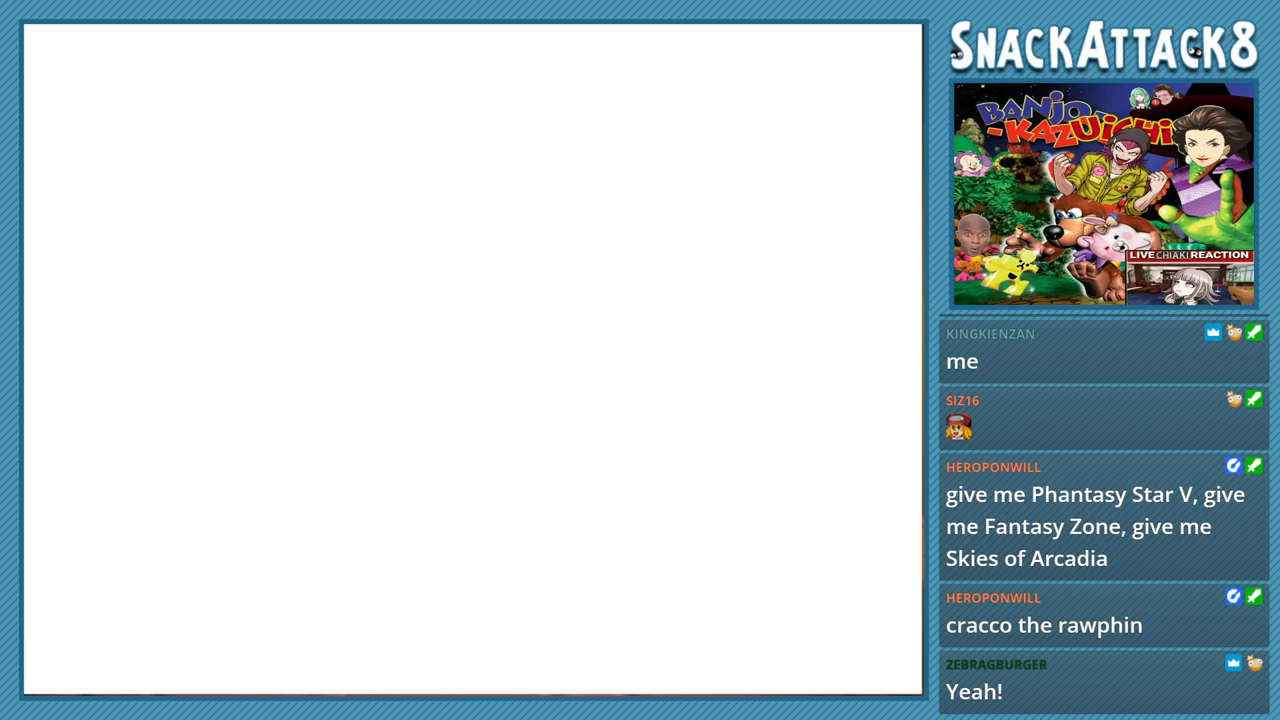 SNACKATTACK8
BANJO
-KAZUICHI
LIVE CHIAKI REACTION
KINGKIENZAN
me
SIZ16
HEROPONWILL
give me Phantasy Star V, give
me Fantasy Zone, give me
Skies of Arcadia
HEROPONWILL
cracco the rawphin
ZEBRAGBURGER
Yeah!